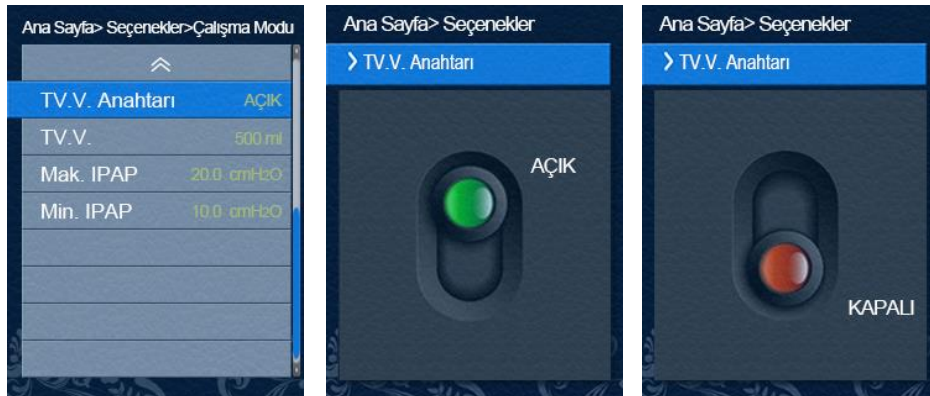 Ana Sayfa> Seçenekler>Çalışma Modu
TV.V. Anahtarı AÇIK
TV.V. 500 ml
Mak. IPAP 20.0 cmH2O
Min. IPAP 10.0 cmH2O
Ana Sayfa> Seçenekler
TV.V. Anahtarı
AÇIK
Ana Sayfa> Seçenekler
TV.V. Anahtarı
KAPALI